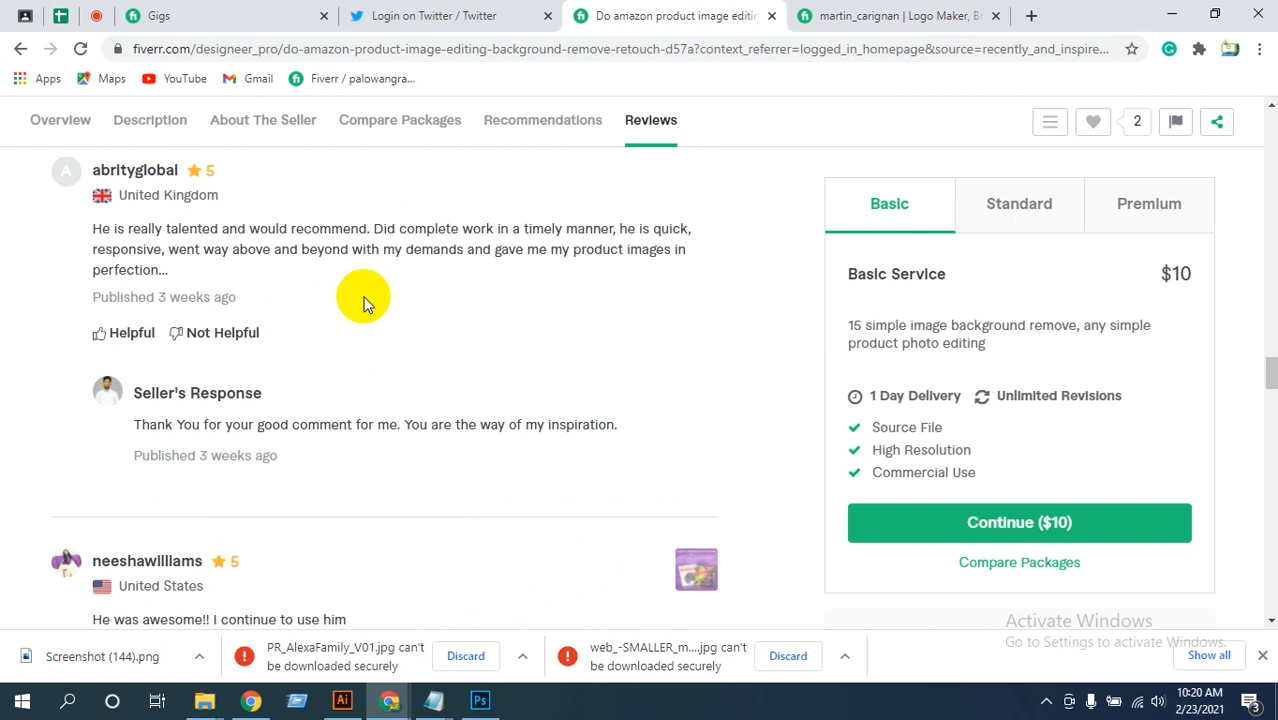 Gigs
Login on Twitter / Twitter
Do amazon product image editin
martin_carignan | Logo Maker, Br
fiverr.com/designeer_pro/do-amazon-product-image-editing-background-remove-retouch-d57a?context_referrer=logged_in_homepage&source=recently_and_inspire...
Apps
Maps
YouTube
Gmail
Fiverr / palowangra...
Overview
Description
About The Seller
Compare Packages
Recommendations
Reviews
2
A
abrityglobal 5
United Kingdom
He is really talented and would recommend. Did complete work in a timely manner, he is quick,
responsive, went way above and beyond with my demands and gave me my product images in
perfection...
Published 3 weeks ago
Helpful
Not Helpful
Seller's Response
Thank You for your good comment for me. You are the way of my inspiration.
Published 3 weeks ago
neeshawilliams 5
United States
He was awesome!! I continue to use him
Basic
Standard
Premium
Basic Service $10
15 simple image background remove, any simple
product photo editing
1 Day Delivery
Unlimited Revisions
Source File
High Resolution
Commercial Use
Continue ($10)
Compare Packages
Activate Windows
Go to Settings to activate Windows.
Screenshot (144).png
PR_AlexaFamily_V01.jpg can't
be downloaded securely
Discard
web_-SMALLER_m....jpg can't
be downloaded securely
Discard
Show all
Ai
Ps
10:20 AM
2/23/2021
3